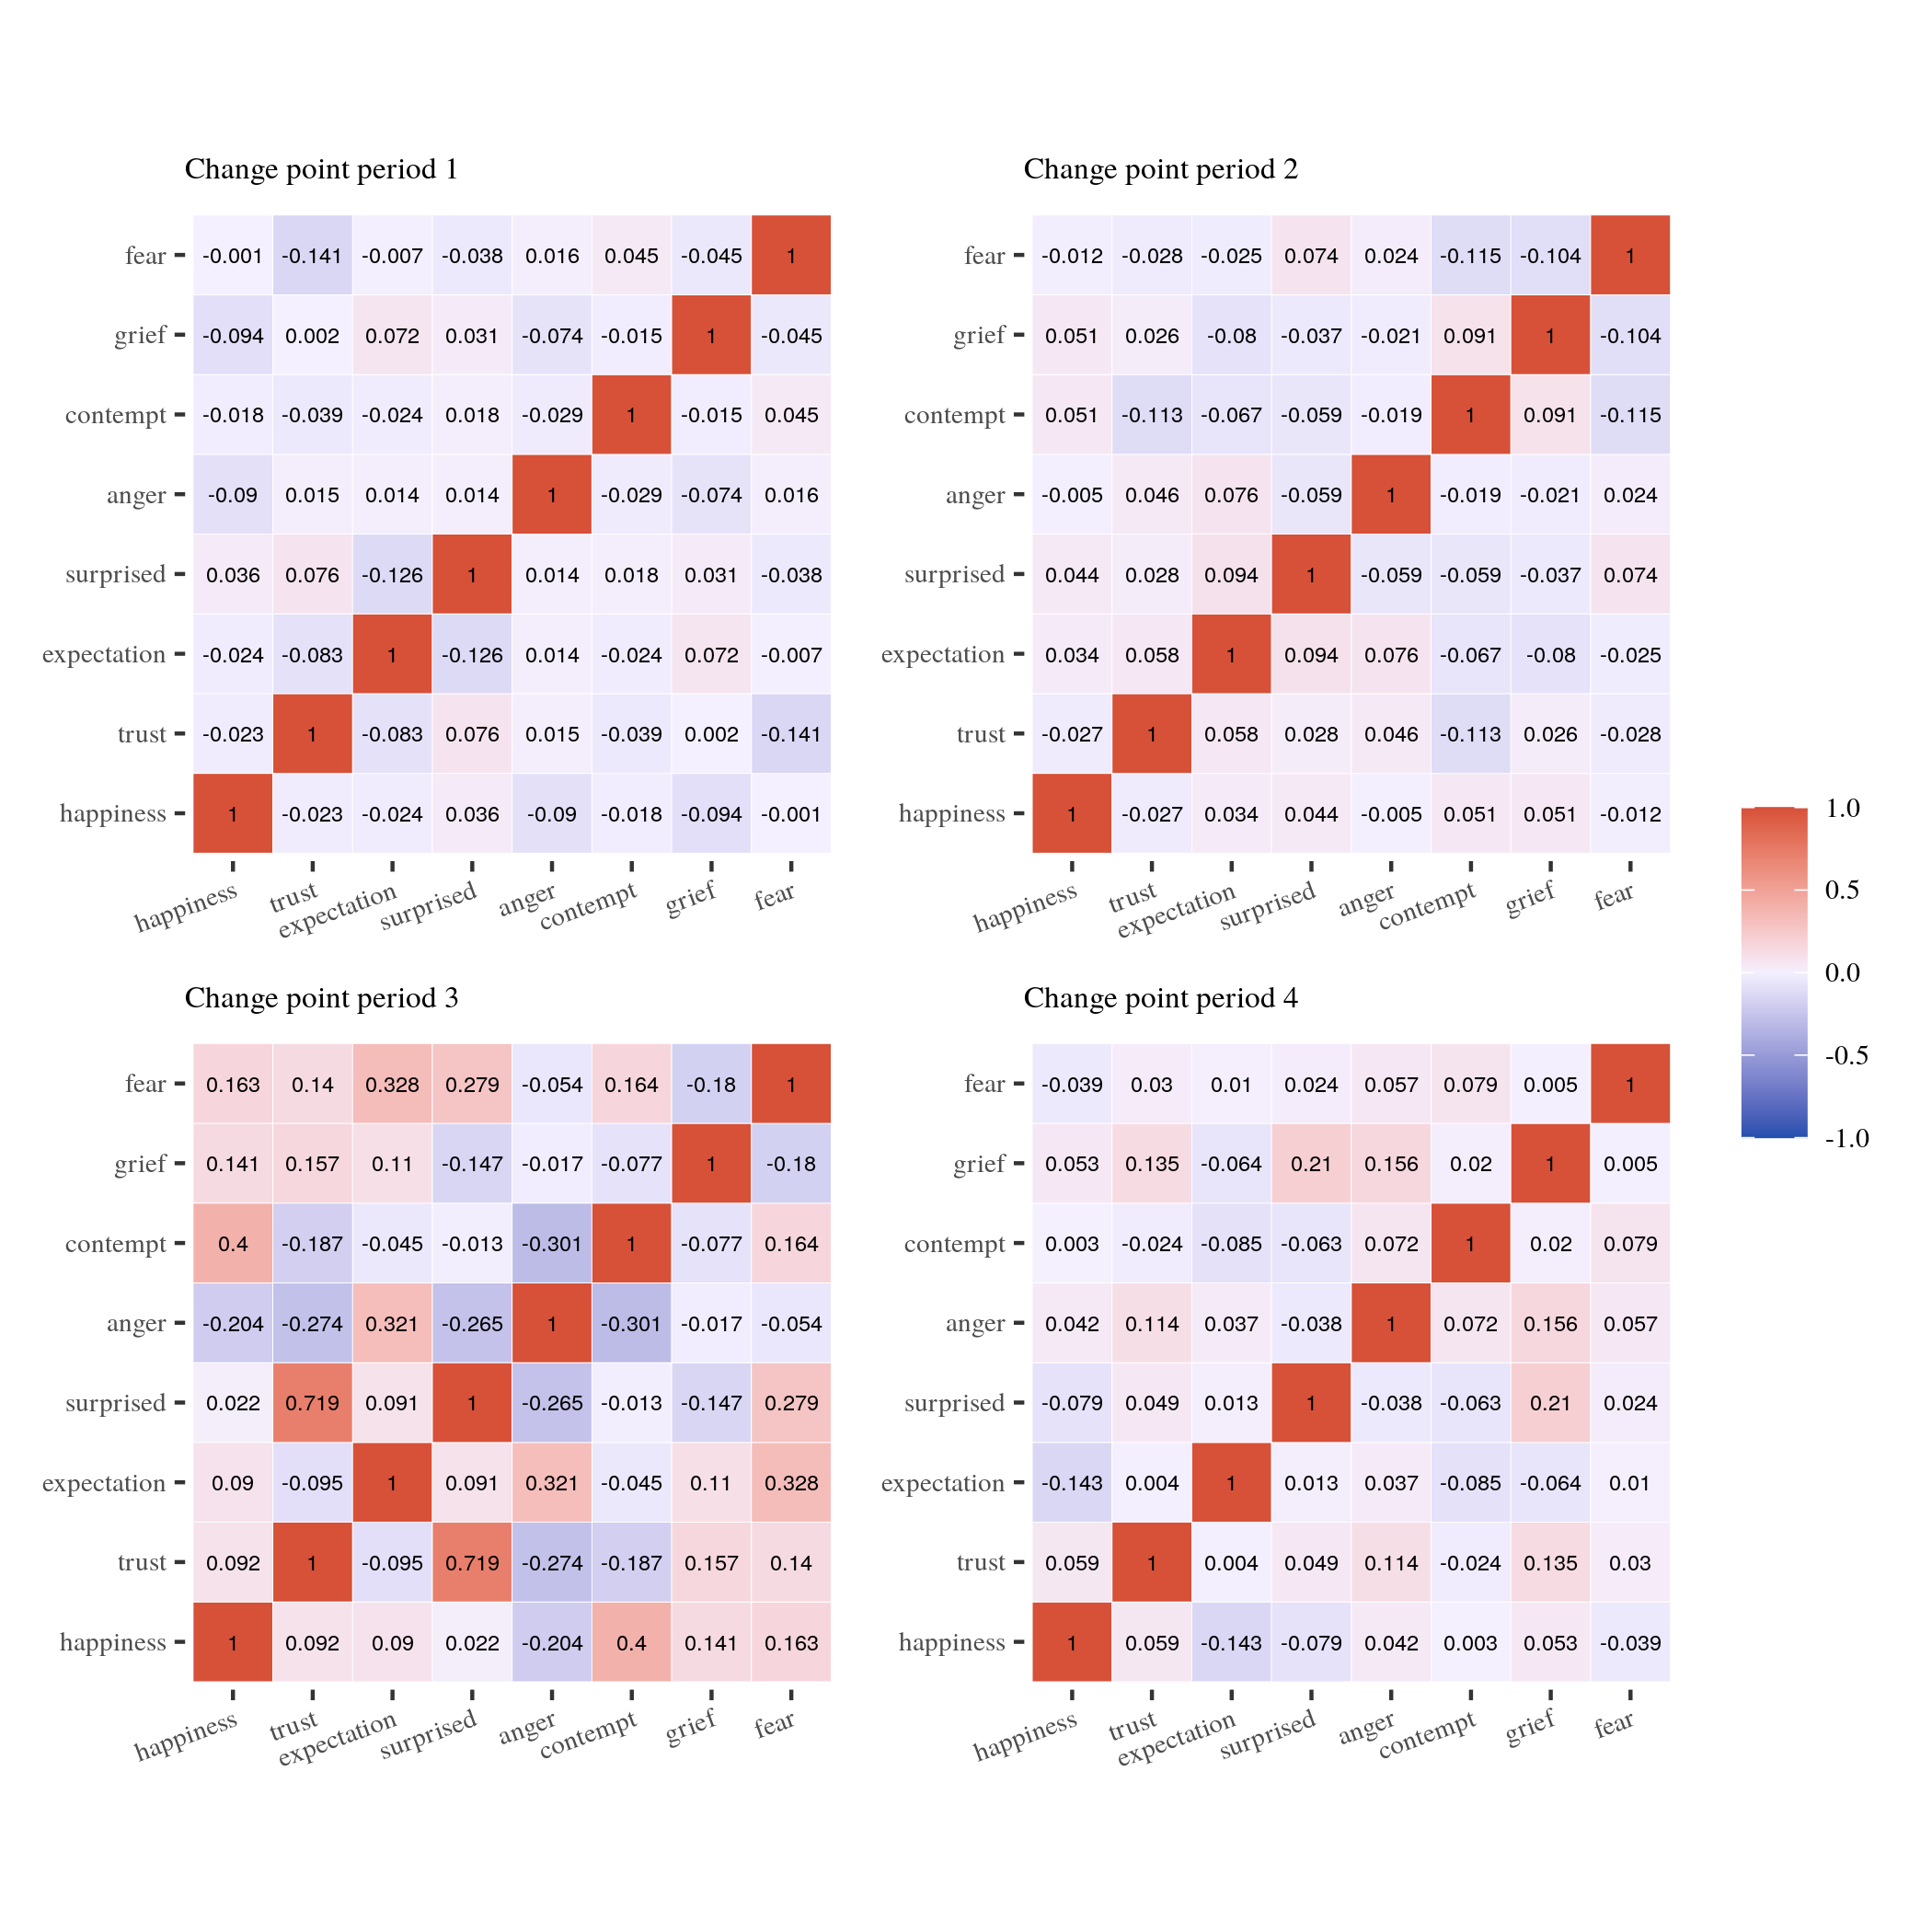 Change point period 1
fear -0.001 -0.141 -0.007 -0.038 0.016 0.045 -0.045 1
grief -0.094 0.002 0.072 0.031 -0.074 -0.015 1 -0.045
contempt -0.018 -0.039 -0.024 0.018 -0.029 1 -0.015 0.045
anger -0.09 0.015 0.014 0.014 1 -0.029 -0.074 0.016
surprised 0.036 0.076 -0.126 1 0.014 0.018 0.031 -0.038
expectation -0.024 -0.083 1 -0.126 0.014 -0.024 0.072 -0.007
trust -0.023 1 -0.083 0.076 0.015 -0.039 0.002 -0.141
happiness 1 -0.023 -0.024 0.036 -0.09 -0.018 -0.094 -0.001
happiness trust expectation surprised anger contempt grief fear
Change point period 2
fear -0.012 -0.028 -0.025 0.074 0.024 -0.115 -0.104 1
grief 0.051 0.026 -0.08 -0.037 -0.021 0.091 1 -0.104
contempt 0.051 -0.113 -0.067 -0.059 -0.019 1 0.091 -0.115
anger -0.005 0.046 0.076 -0.059 1 -0.019 -0.021 0.024
surprised 0.044 0.028 0.094 1 -0.059 -0.059 -0.037 0.074
expectation 0.034 0.058 1 0.094 0.076 -0.067 -0.08 -0.025
trust -0.027 1 0.058 0.028 0.046 -0.113 0.026 -0.028
happiness 1 -0.027 0.034 0.044 -0.005 0.051 0.051 -0.012
happiness trust expectation surprised anger contempt grief fear
Change point period 3
fear 0.163 0.14 0.328 0.279 -0.054 0.164 -0.18 1
grief 0.141 0.157 0.11 -0.147 -0.017 -0.077 1 -0.18
contempt 0.4 -0.187 -0.045 -0.013 -0.301 1 -0.077 0.164
anger -0.204 -0.274 0.321 -0.265 1 -0.301 -0.017 -0.054
surprised 0.022 0.719 0.091 1 -0.265 -0.013 -0.147 0.279
expectation 0.09 -0.095 1 0.091 0.321 -0.045 0.11 0.328
trust 0.092 1 -0.095 0.719 -0.274 -0.187 0.157 0.14
happiness 1 0.092 0.09 0.022 -0.204 0.4 0.141 0.163
happiness trust expectation surprised anger contempt grief fear
Change point period 4
fear -0.039 0.03 0.01 0.024 0.057 0.079 0.005 1
grief 0.053 0.135 -0.064 0.21 0.156 0.02 1 0.005
contempt 0.003 -0.024 -0.085 -0.063 0.072 1 0.02 0.079
anger 0.042 0.114 0.037 -0.038 1 0.072 0.156 0.057
surprised -0.079 0.049 0.013 1 -0.038 -0.063 0.21 0.024
expectation -0.143 0.004 1 0.013 0.037 -0.085 -0.064 0.01
trust 0.059 1 0.004 0.049 0.114 -0.024 0.135 0.03
happiness 1 0.059 -0.143 -0.079 0.042 0.003 0.053 -0.039
happiness trust expectation surprised anger contempt grief fear
1.0
0.5
0.0
-0.5
-1.0